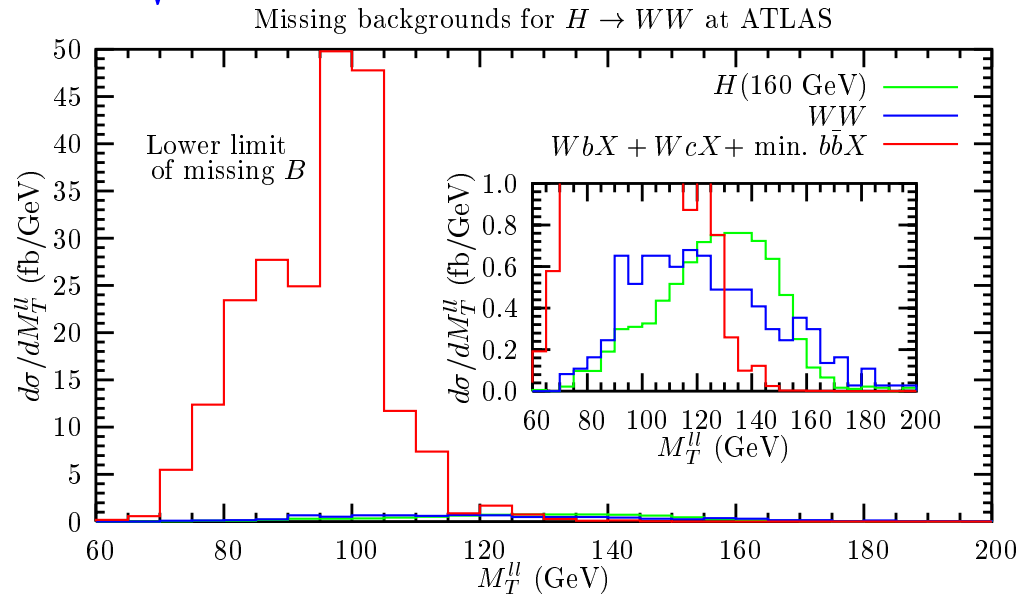 Missing backgrounds for H → WW at ATLAS
50
45
40
35
30
25
20
15
10
5
0
dσ/dM_T^{ll} (fb/GeV)
Lower limit
of missing B
H(160 GeV)
WW
WbX + WcX + min. bb̄X
1.0
0.8
0.6
0.4
0.2
0.0
dσ/dM_T^{ll} (fb/GeV)
60 80 100 120 140 160 180 200
M_T^{ll} (GeV)
60 80 100 120 140 160 180 200
M_T^{ll} (GeV)